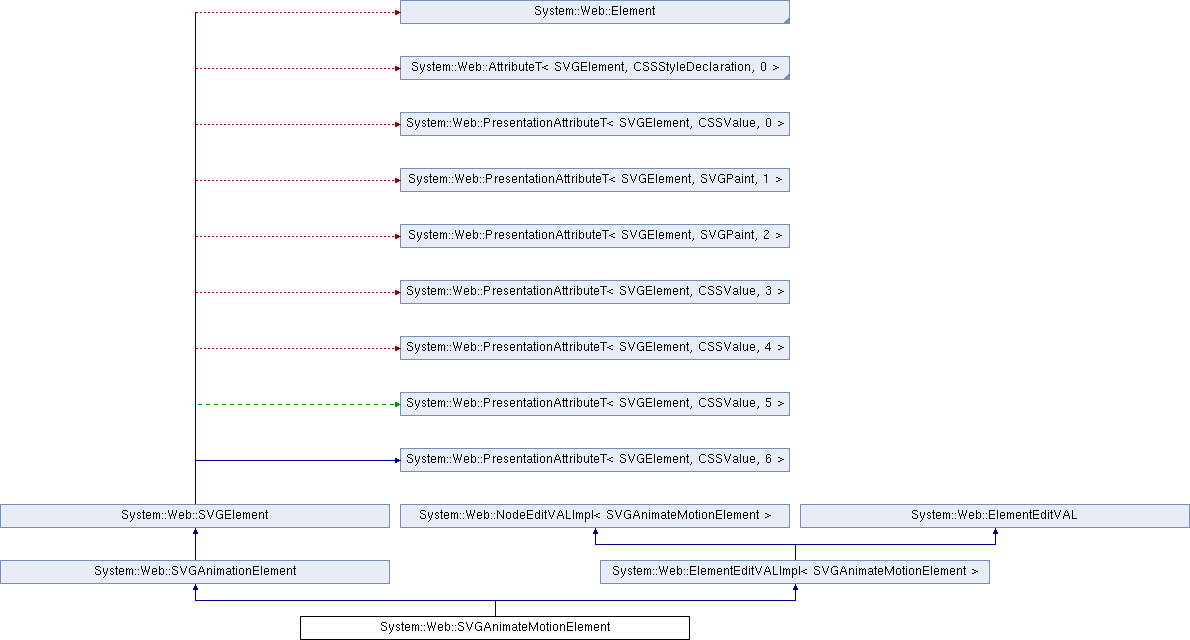 System::Web::Element
System::Web::AttributeT< SVGElement, CSSStyleDeclaration, 0 >
System::Web::PresentationAttributeT< SVGElement, CSSValue, 0 >
System::Web::PresentationAttributeT< SVGElement, SVGPaint, 1 >
System::Web::PresentationAttributeT< SVGElement, SVGPaint, 2 >
System::Web::PresentationAttributeT< SVGElement, CSSValue, 3 >
System::Web::PresentationAttributeT< SVGElement, CSSValue, 4 >
System::Web::PresentationAttributeT< SVGElement, CSSValue, 5 >
System::Web::PresentationAttributeT< SVGElement, CSSValue, 6 >
System::Web::SVGElement
System::Web::NodeEditVALImpl< SVGAnimateMotionElement >
System::Web::ElementEditVAL
System::Web::SVGAnimationElement
System::Web::ElementEditVALImpl< SVGAnimateMotionElement >
System::Web::SVGAnimateMotionElement